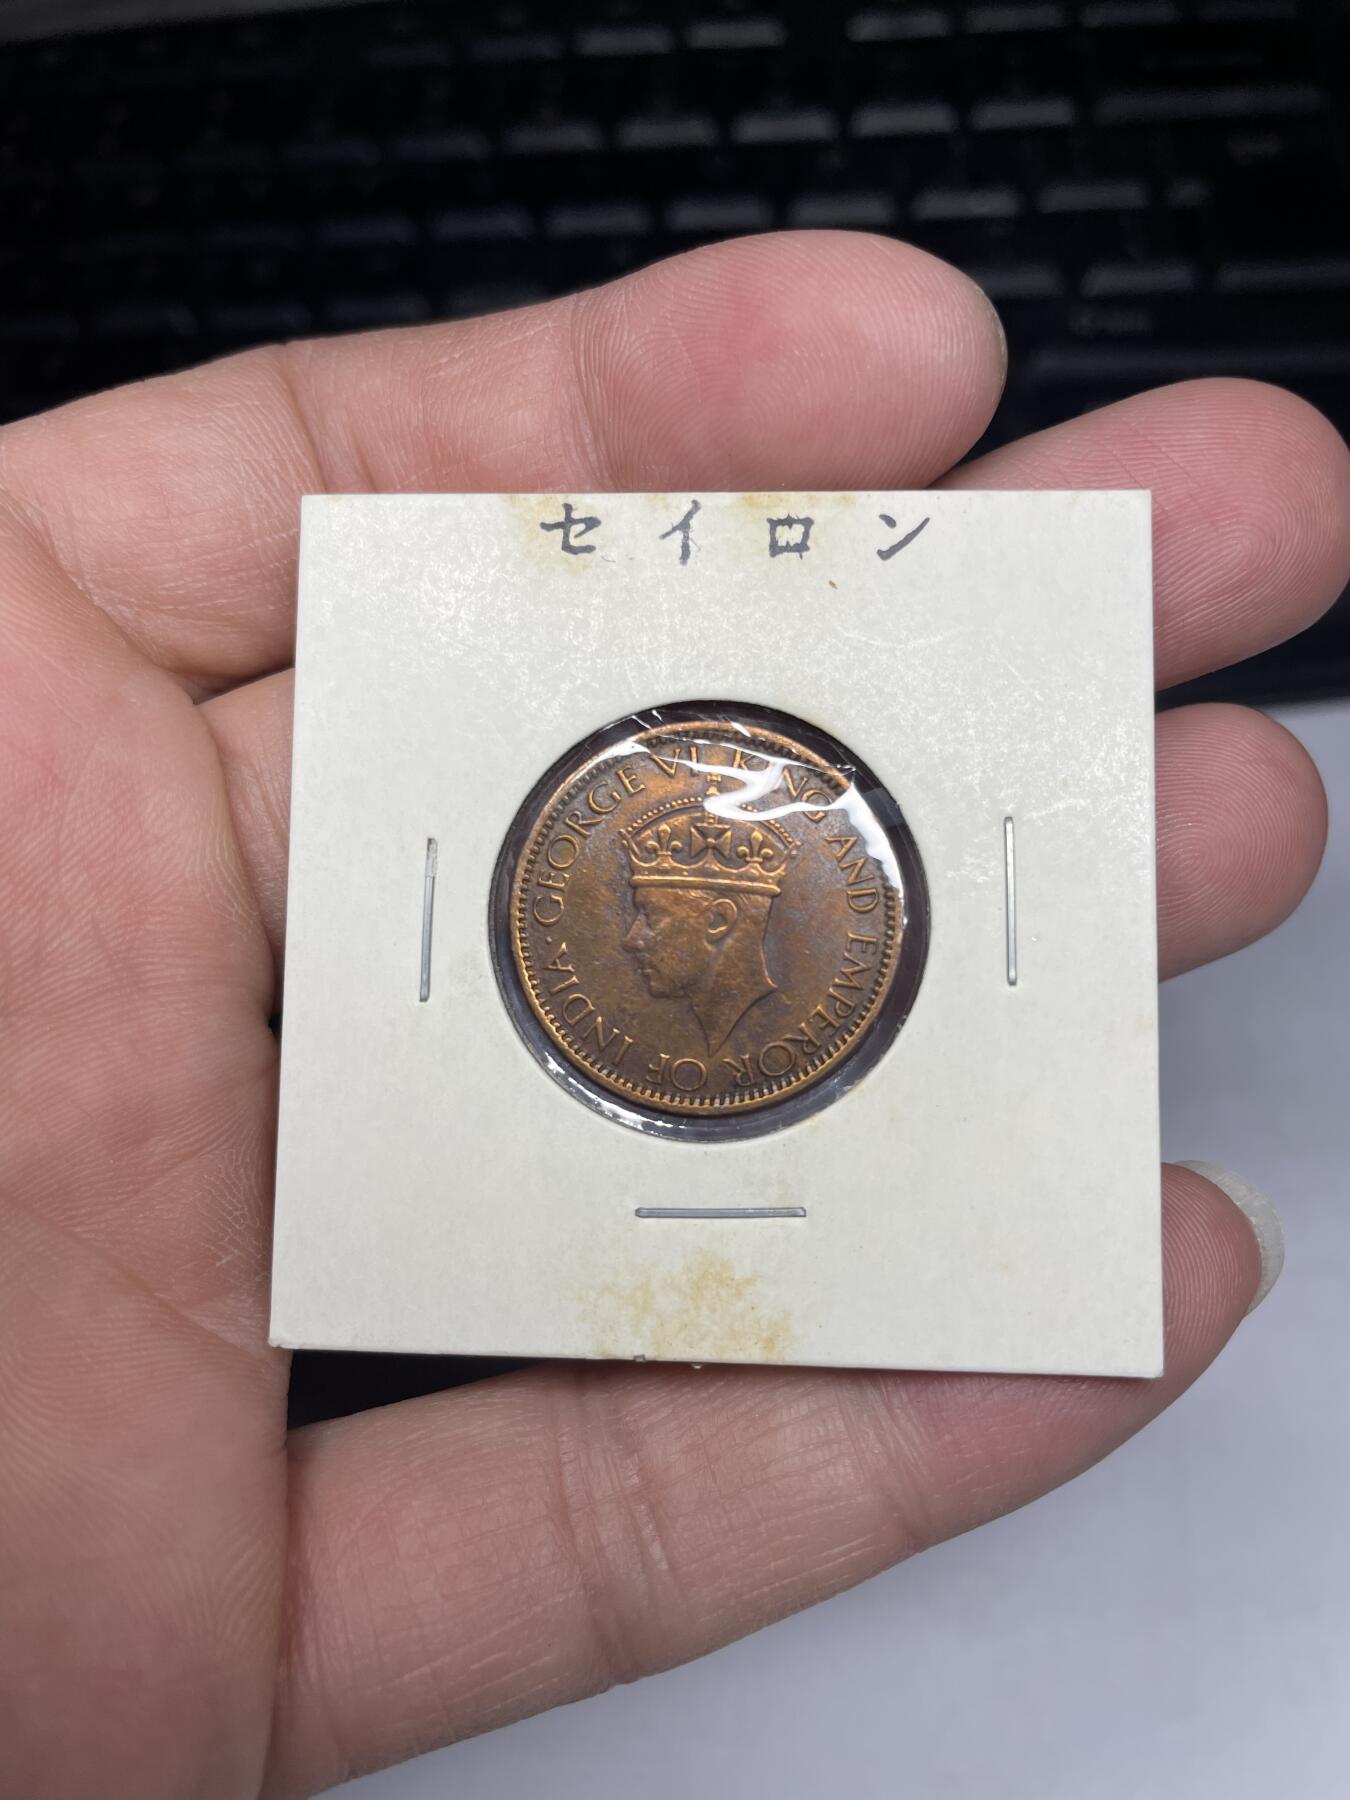 セイロン
GEORGE VI KING AND EMPEROR OF INDIA·